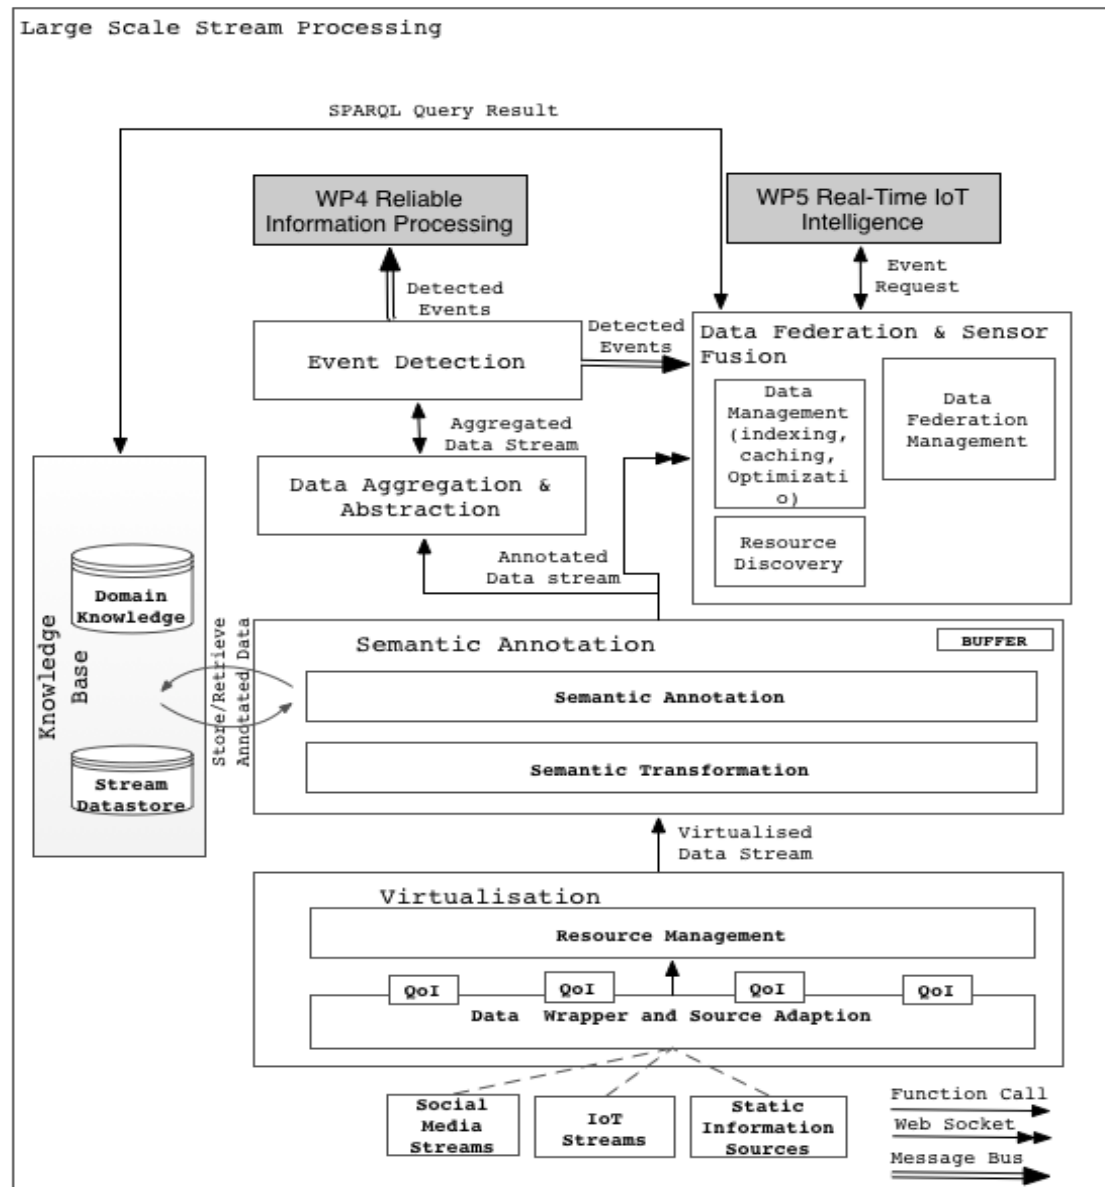 Large Scale Stream Processing
SPARQL Query Result
WP4 Reliable
Information Processing
WP5 Real-Time IoT
Intelligence
Event
Request
Detected
Events
Detected
Events
Event Detection
Data Federation & Sensor
Fusion
Data
Management
(indexing,
caching,
Optimizati
o)
Data
Federation
Management
Resource
Discovery
Aggregated
Data Stream
Data Aggregation &
Abstraction
Annotated
Data stream
Knowledge
Base
Domain
Knowledge
Stream
Datastore
Store/Retrieve
Annotated Data
Semantic Annotation
BUFFER
Semantic Annotation
Semantic Transformation
Virtualised
Data Stream
Virtualisation
Resource Management
QoI
QoI
QoI
QoI
Data Wrapper and Source Adaption
Social
Media
Streams
IoT
Streams
Static
Information
Sources
Function Call
Web Socket
Message Bus